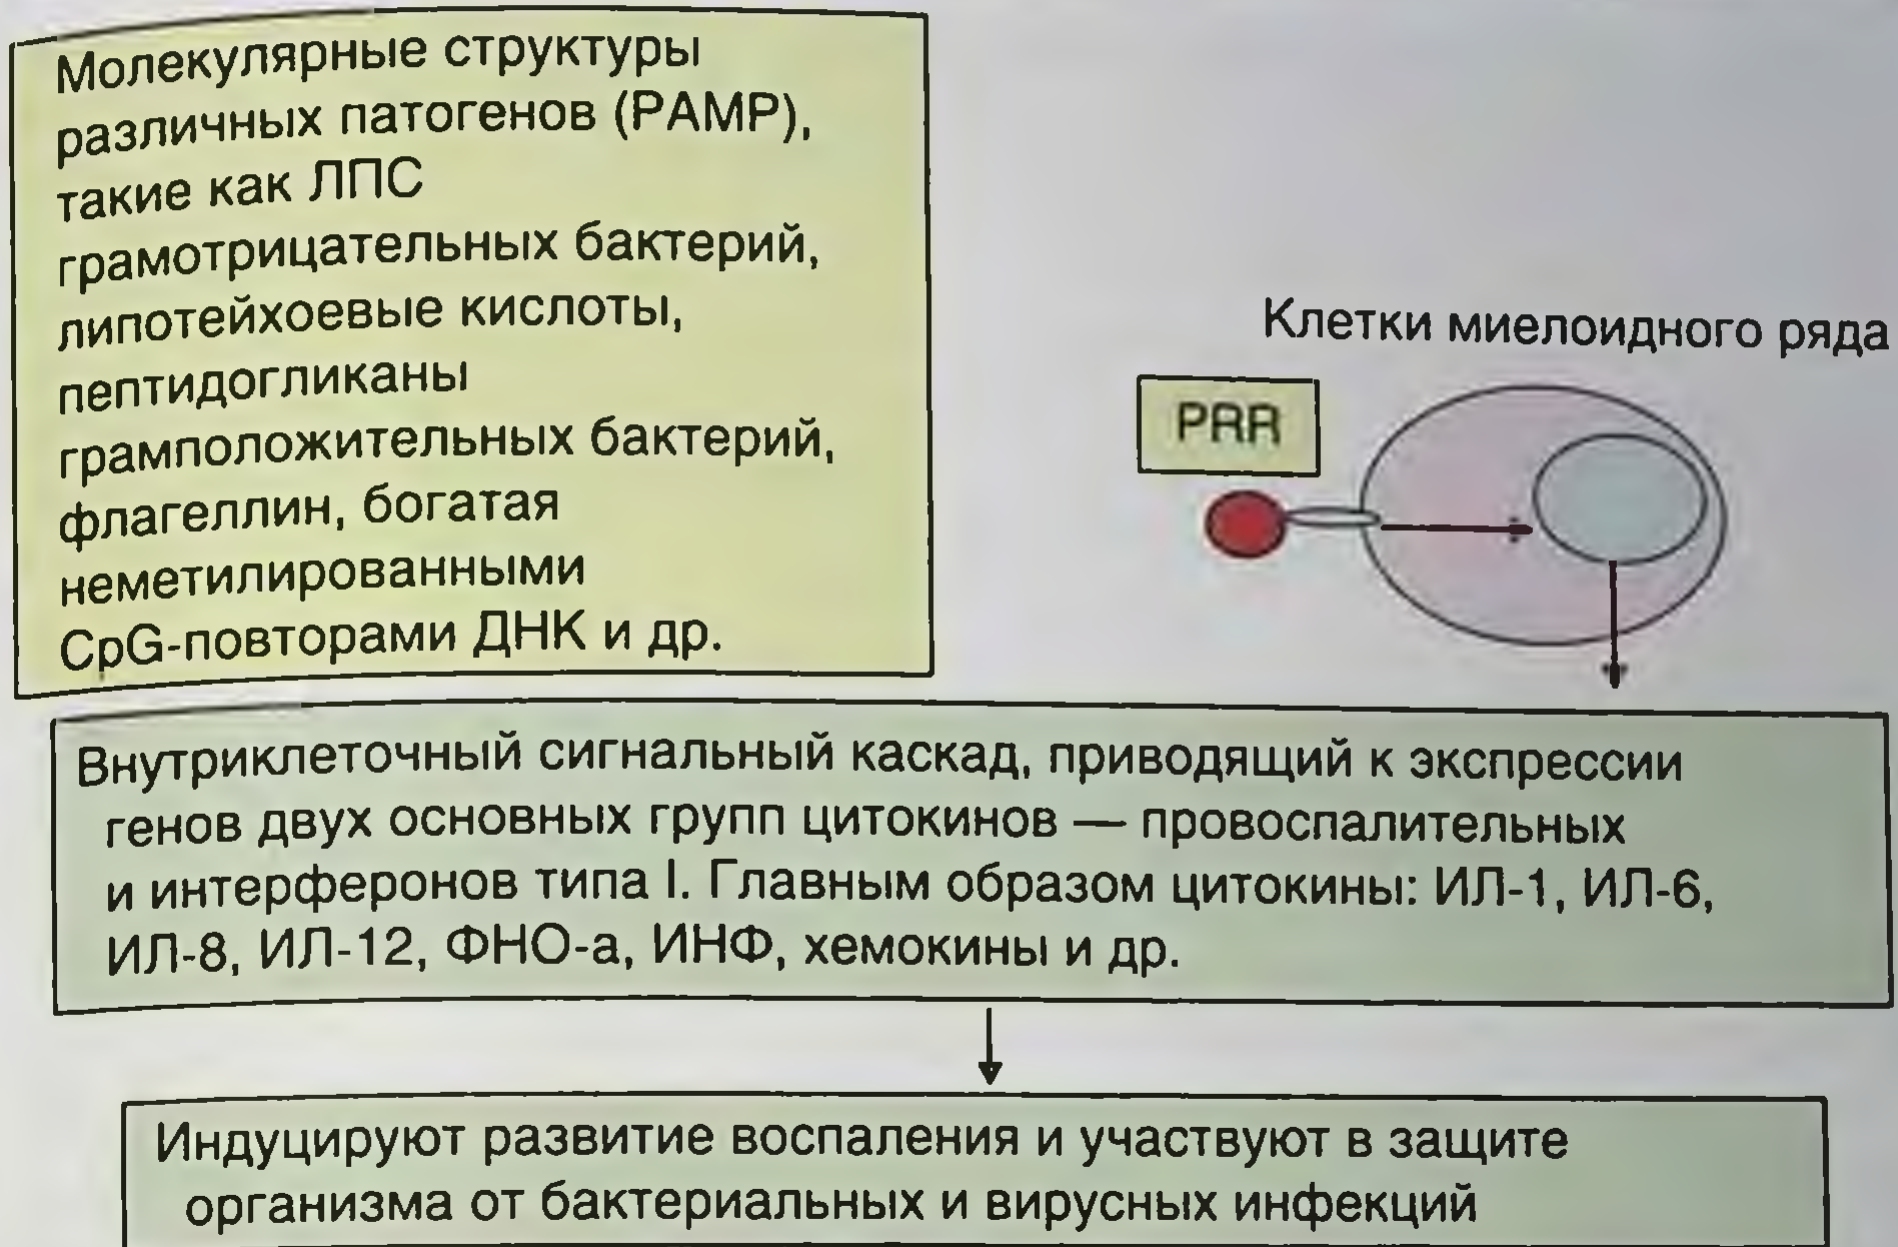 Молекулярные структуры
различных патогенов (PAMP),
такие как ЛПС
грамотрицательных бактерий,
липотейхоевые кислоты,
пептидогликаны
грамположительных бактерий,
флагеллин, богатая
неметилированными
CpG-повторами ДНК и др.
Клетки миелоидного ряда
PRR
Внутриклеточный сигнальный каскад, приводящий к экспрессии
генов двух основных групп цитокинов — провоспалительных
и интерферонов типа I. Главным образом цитокины: ИЛ-1, ИЛ-6,
ИЛ-8, ИЛ-12, ФНО-а, ИНФ, хемокины и др.
Индуцируют развитие воспаления и участвуют в защите
организма от бактериальных и вирусных инфекций